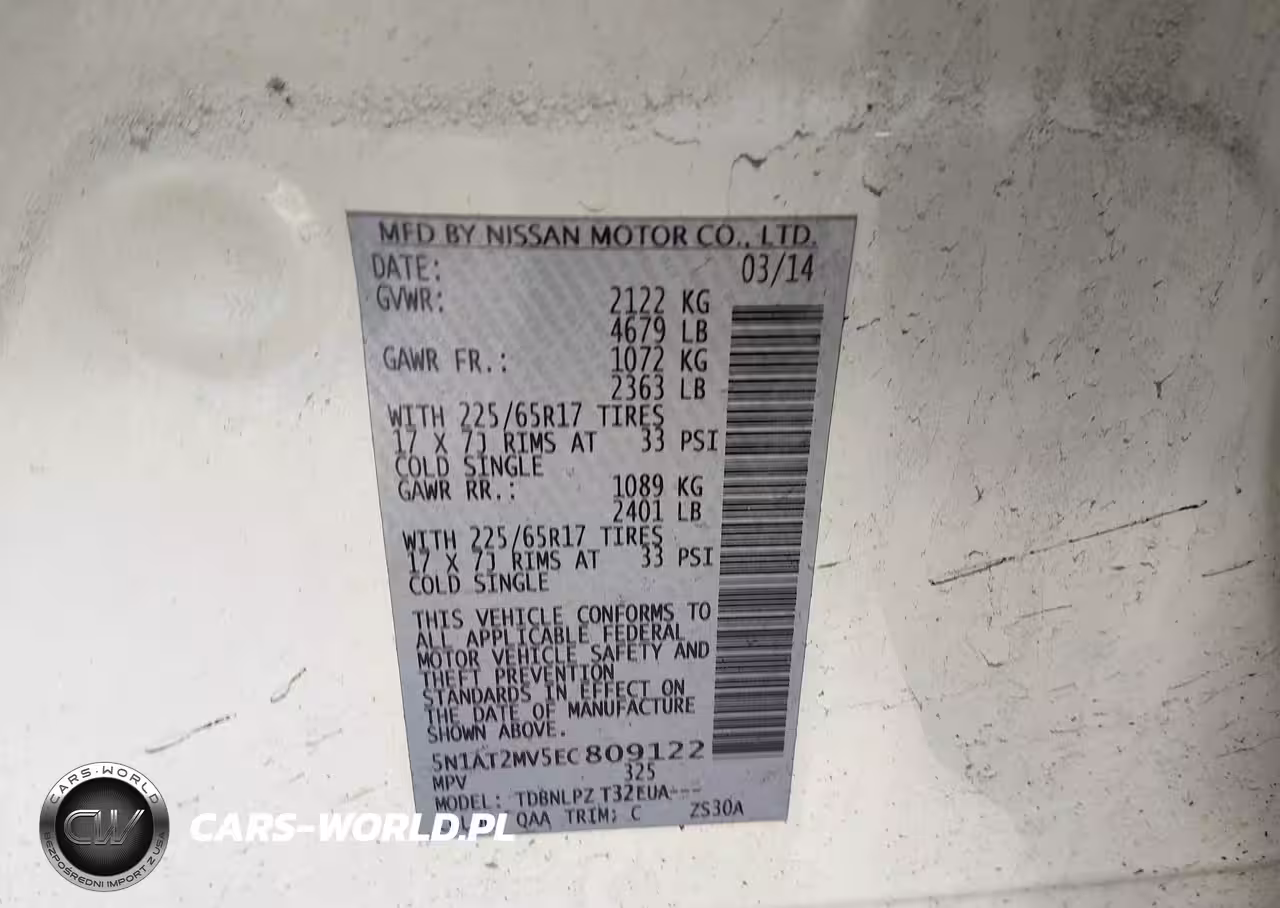 MFD BY NISSAN MOTOR CO., LTD.
DATE: 03/14
GVWR: 2122 KG
4679 LB
GAWR FR.: 1072 KG
2363 LB
WITH 225/65R17 TIRES
17 X 7J RIMS AT 33 PSI
COLD SINGLE
GAWR RR.: 1089 KG
2401 LB
WITH 225/65R17 TIRES
17 X 7J RIMS AT 33 PSI
COLD SINGLE
THIS VEHICLE CONFORMS TO
ALL APPLICABLE FEDERAL
MOTOR VEHICLE SAFETY AND
THEFT PREVENTION
STANDARDS IN EFFECT ON
THE DATE OF MANUFACTURE
SHOWN ABOVE.
5N1AT2MV5EC809122
MPV 325
MODEL: TDBNLPZ T32EUA---
QAA TRIM: C ZS30A
CARS-WORLD
CW
BEZPOŚREDNI IMPORT Z USA
CARS-WORLD.PL